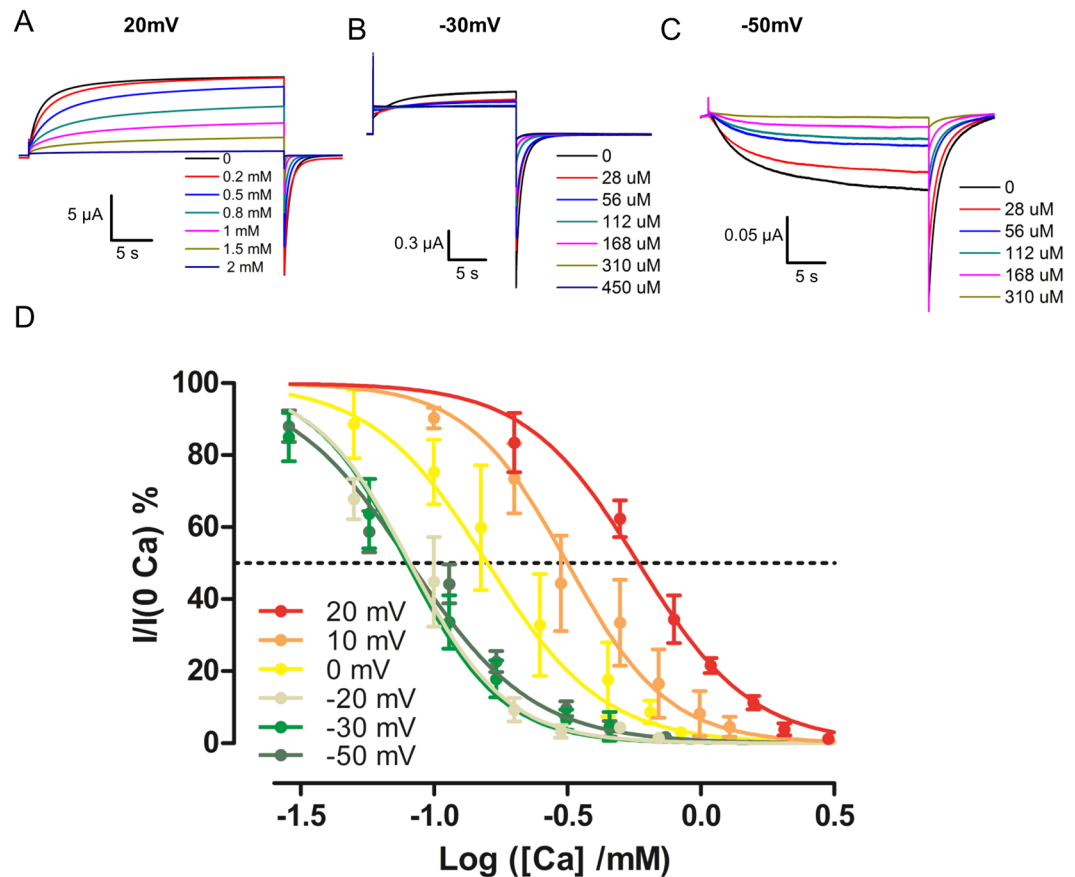 A
20mV
B
-30mV
C
-50mV
0
0.2 mM
0.5 mM
0.8 mM
1 mM
1.5 mM
2 mM
5 µA
5 s
0
28 uM
56 uM
112 uM
168 uM
310 uM
450 uM
0.3 µA
5 s
0
28 uM
56 uM
112 uM
168 uM
310 uM
0.05 µA
5 s
D
I/I(0 Ca) %
100
80
60
40
20
0
20 mV
10 mV
0 mV
-20 mV
-30 mV
-50 mV
-1.5 -1.0 -0.5 0.0 0.5
Log ([Ca] /mM)